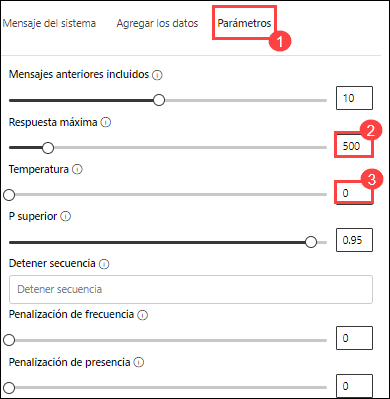 Mensaje del sistema Agregar los datos Parámetros
1
Mensajes anteriores incluidos
10
Respuesta máxima
2
500
Temperatura
3
0
P superior
0.95
Detener secuencia
Detener secuencia
Penalización de frecuencia
0
Penalización de presencia
0